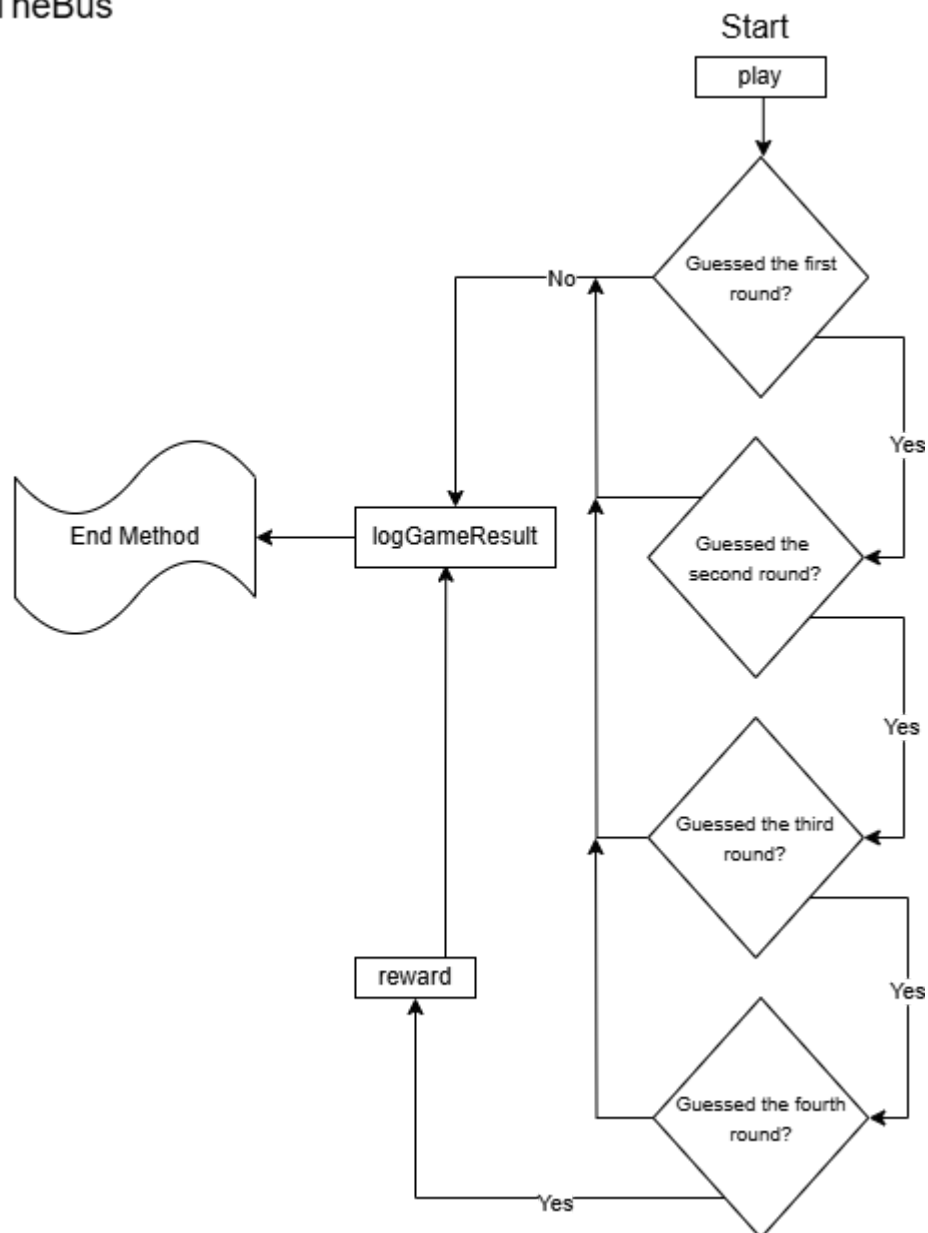 TheBus
Start
play
Guessed the first
round?
No
Yes
End Method
logGameResult
Guessed the
second round?
Yes
Guessed the third
round?
reward
Yes
Guessed the fourth
round?
Yes